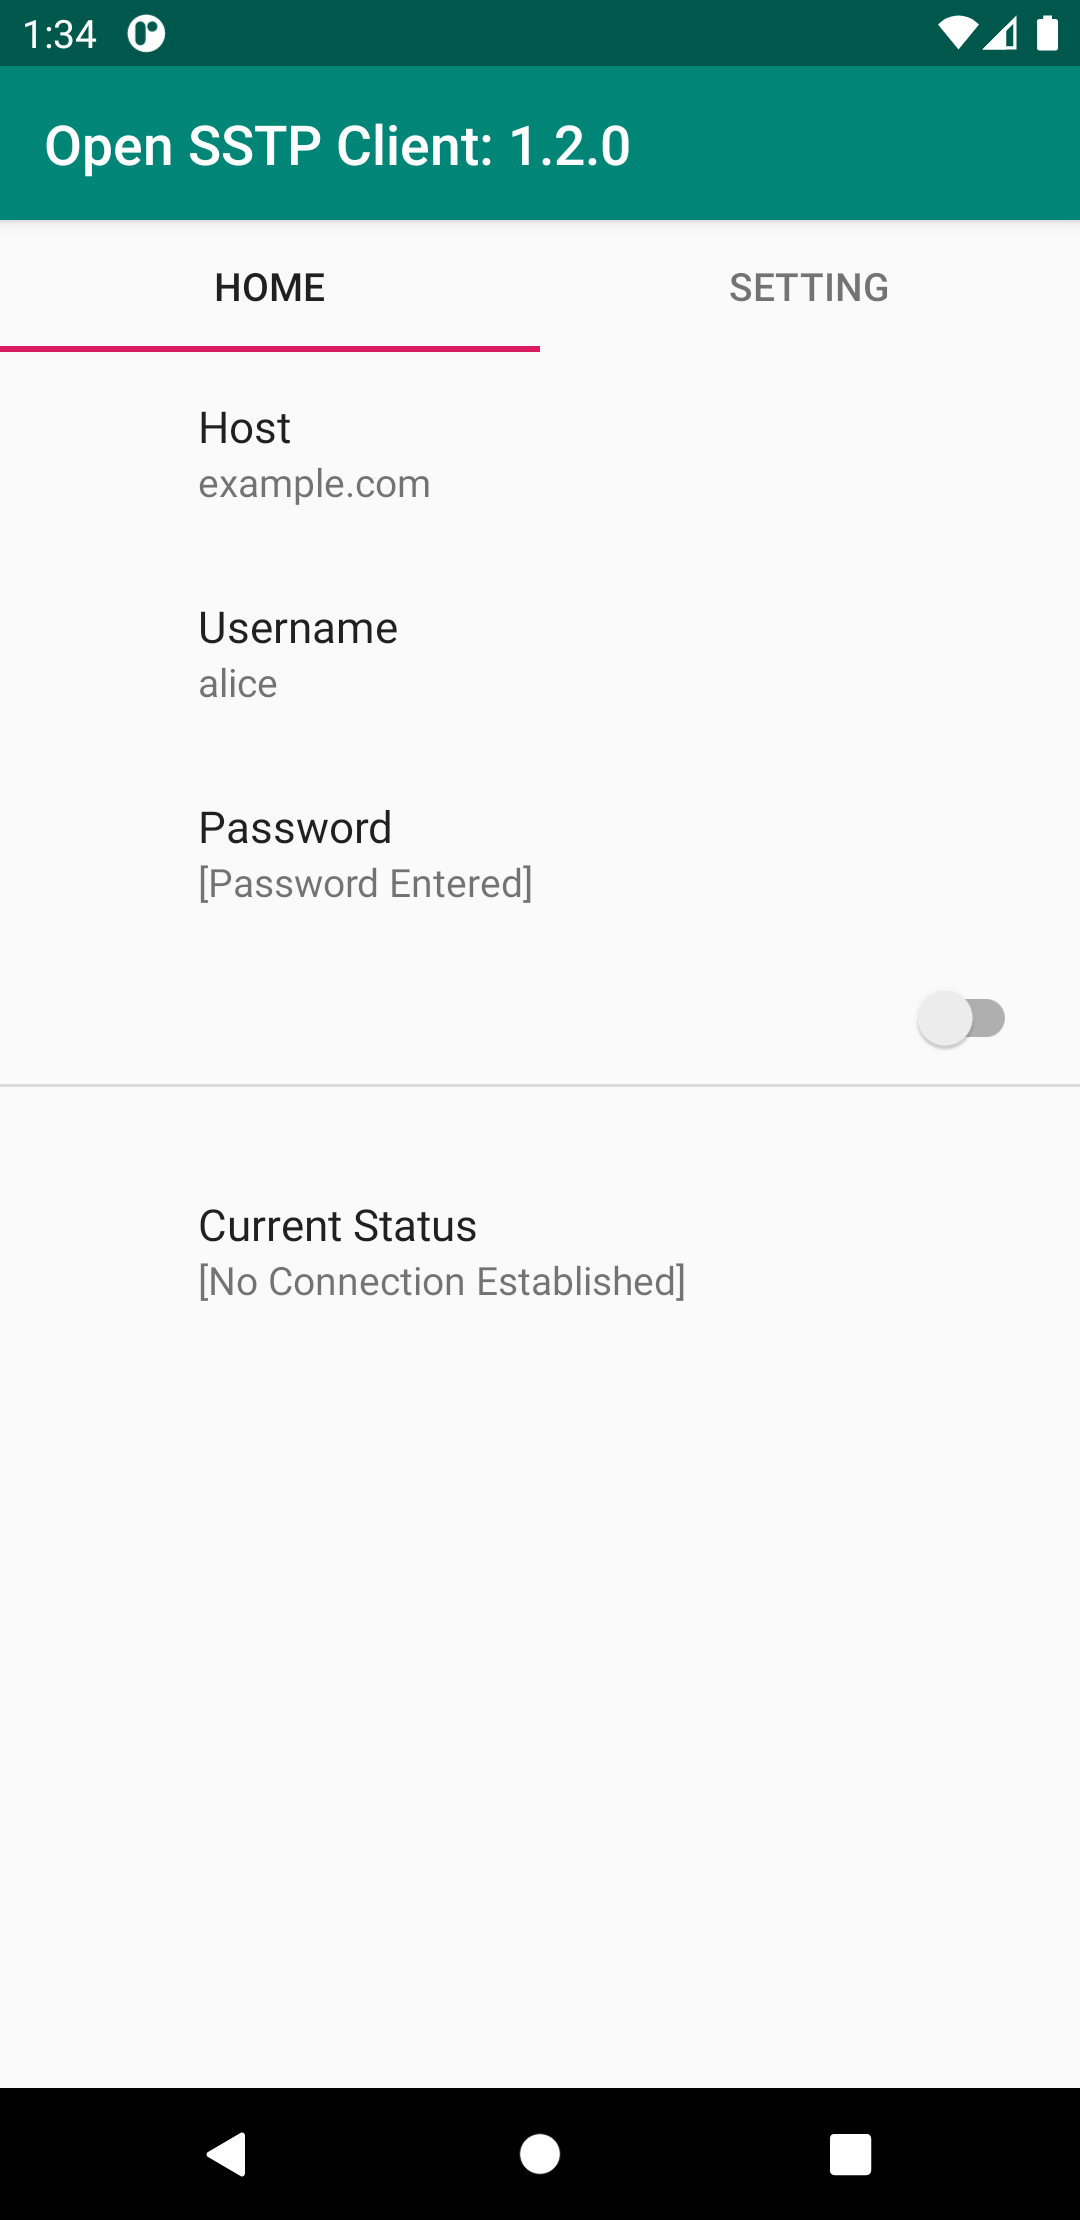 1:34
Open SSTP Client: 1.2.0
HOME
SETTING
Host
example.com
Username
alice
Password
[Password Entered]
Current Status
[No Connection Established]